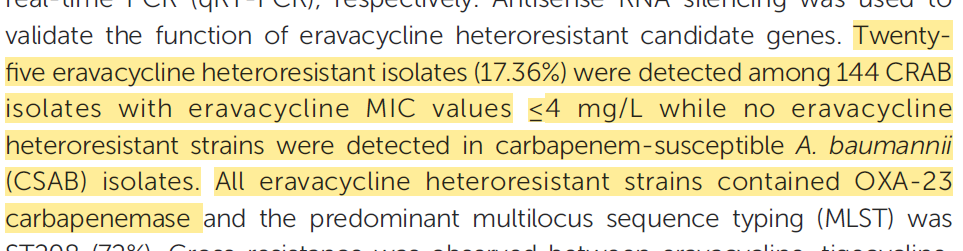 real-time PCR (qRT-PCR), respectively. Antisense RNA silencing was used to
validate the function of eravacycline heteroresistant candidate genes. Twenty-
five eravacycline heteroresistant isolates (17.36%) were detected among 144 CRAB
isolates with eravacycline MIC values ≤4 mg/L while no eravacycline
heteroresistant strains were detected in carbapenem-susceptible A. baumannii
(CSAB) isolates. All eravacycline heteroresistant strains contained OXA-23
carbapenemase and the predominant multilocus sequence typing (MLST) was
ST208 (72%). Cross-resistance was observed between eravacycline, tigecycline,